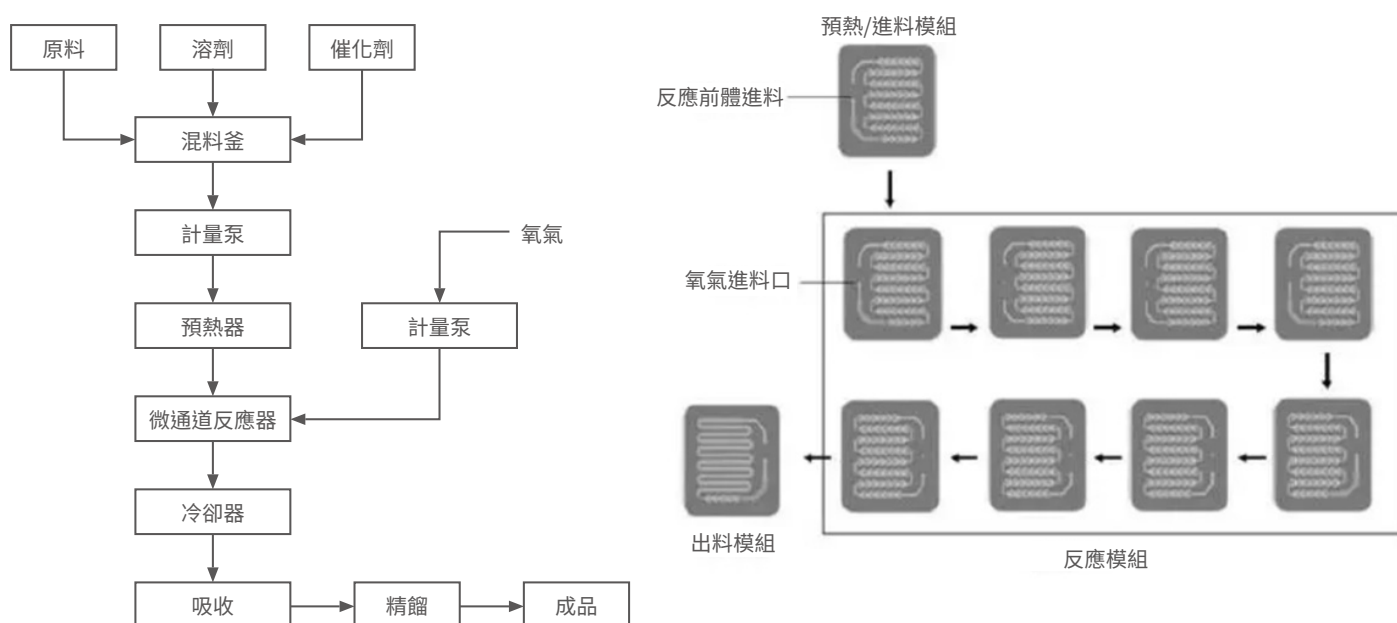 原料
溶劑
催化劑
混料釜
計量泵
氧氣
預熱器
計量泵
微通道反應器
冷卻器
吸收
精餾
成品
預熱/進料模組
反應前體進料
氧氣進料口
出料模組
反應模組